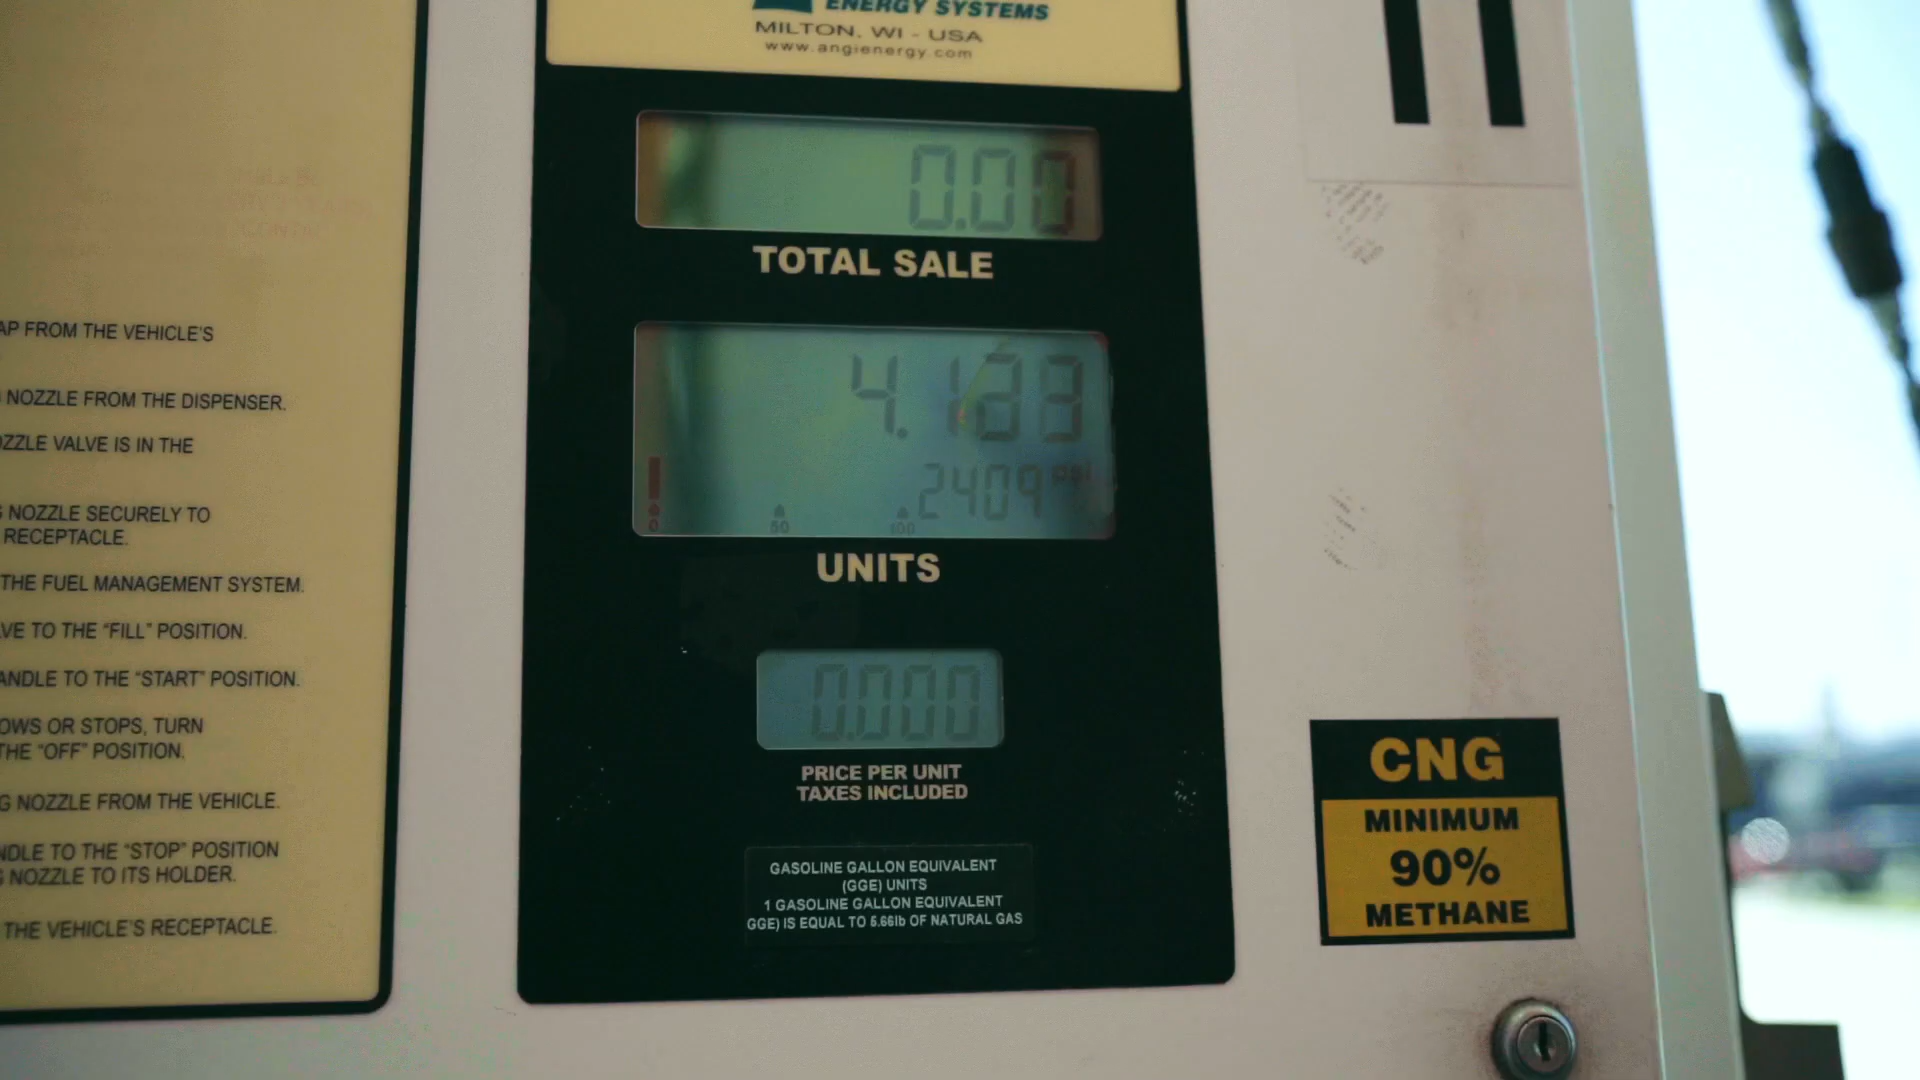 ENERGY SYSTEMS
MILTON, WI - USA
www.angienergy.com
0.00
TOTAL SALE
2409 psi
0 50 100
UNITS
0.000
PRICE PER UNIT
TAXES INCLUDED
GASOLINE GALLON EQUIVALENT
(GGE) UNITS
1 GASOLINE GALLON EQUIVALENT
GGE) IS EQUAL TO 5.66lb OF NATURAL GAS
AP FROM THE VEHICLE'S
NOZZLE FROM THE DISPENSER.
OZZLE VALVE IS IN THE
G NOZZLE SECURELY TO
RECEPTACLE.
THE FUEL MANAGEMENT SYSTEM.
VE TO THE "FILL" POSITION.
ANDLE TO THE "START" POSITION.
OWS OR STOPS, TURN
THE "OFF" POSITION.
G NOZZLE FROM THE VEHICLE.
NDLE TO THE "STOP" POSITION
G NOZZLE TO ITS HOLDER.
THE VEHICLE'S RECEPTACLE.
CNG
MINIMUM
90%
METHANE